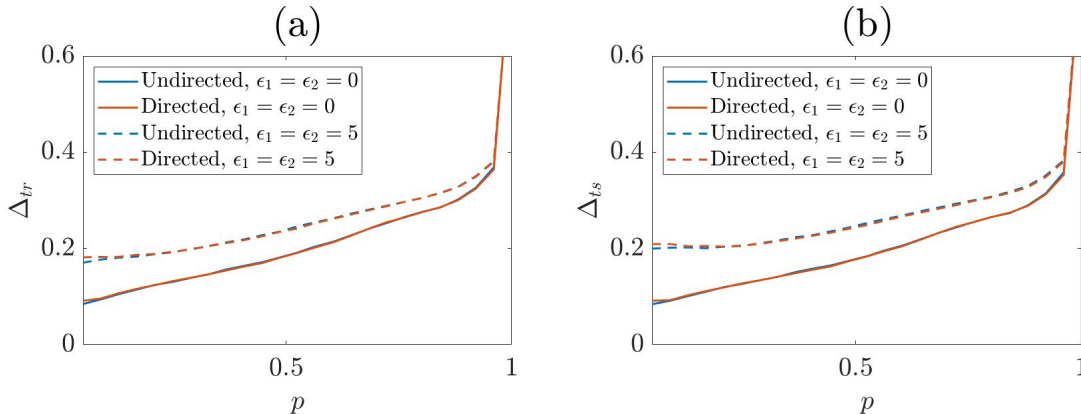 (a)
0.6
Undirected, ϵ₁ = ϵ₂ = 0
Directed, ϵ₁ = ϵ₂ = 0
Undirected, ϵ₁ = ϵ₂ = 5
Directed, ϵ₁ = ϵ₂ = 5
0.4
Δₜᵣ
0.2
0
0.5
1
p
(b)
0.6
Undirected, ϵ₁ = ϵ₂ = 0
Directed, ϵ₁ = ϵ₂ = 0
Undirected, ϵ₁ = ϵ₂ = 5
Directed, ϵ₁ = ϵ₂ = 5
0.4
Δₜₛ
0.2
0
0.5
1
p